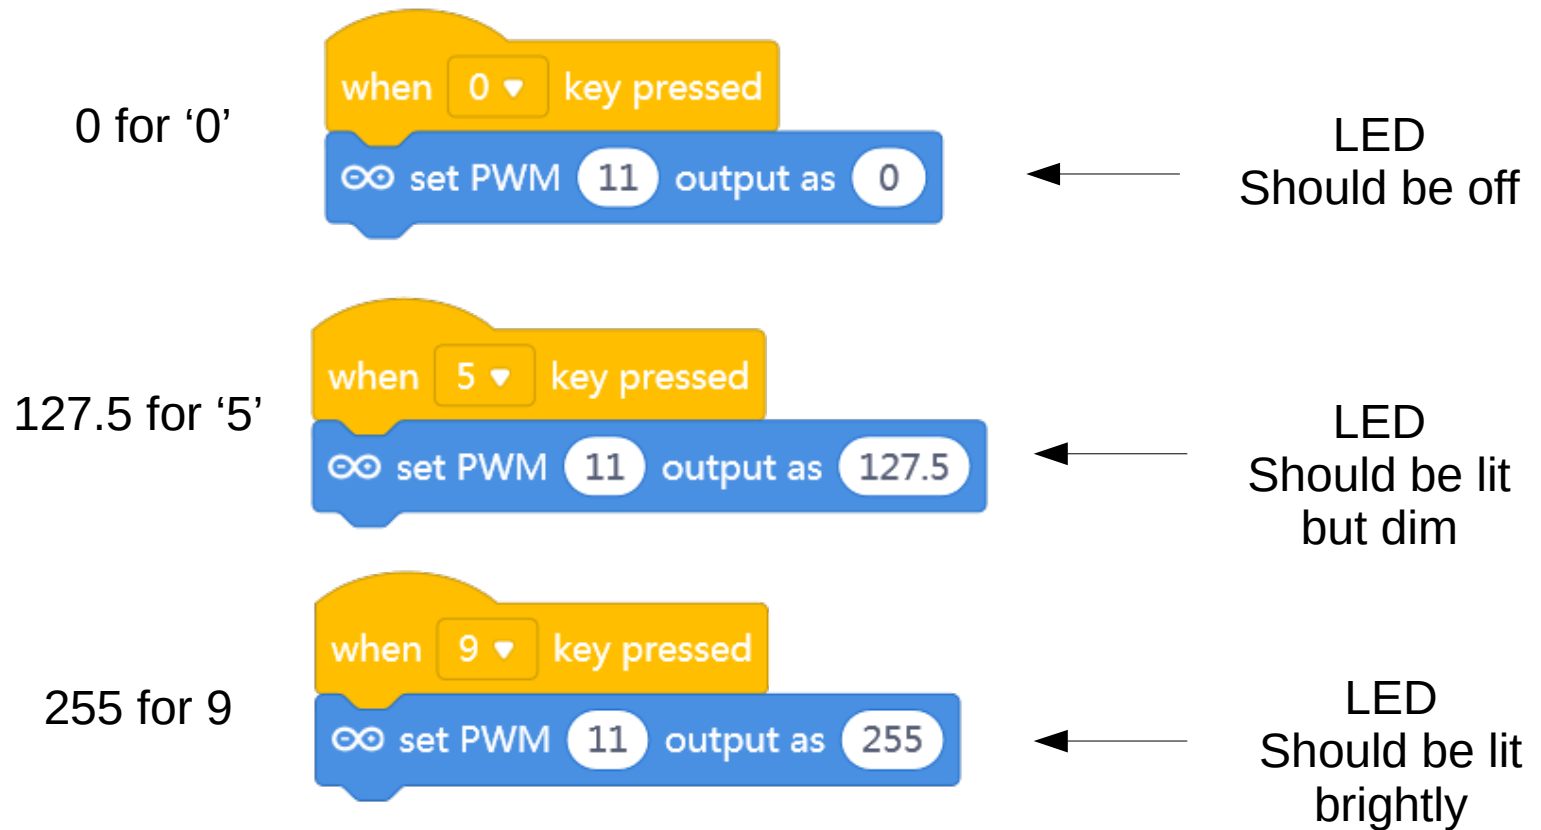 0 for ‘0’
when 0 key pressed
set PWM 11 output as 0
LED
Should be off
127.5 for ‘5’
when 5 key pressed
set PWM 11 output as 127.5
LED
Should be lit
but dim
255 for 9
when 9 key pressed
set PWM 11 output as 255
LED
Should be lit
brightly